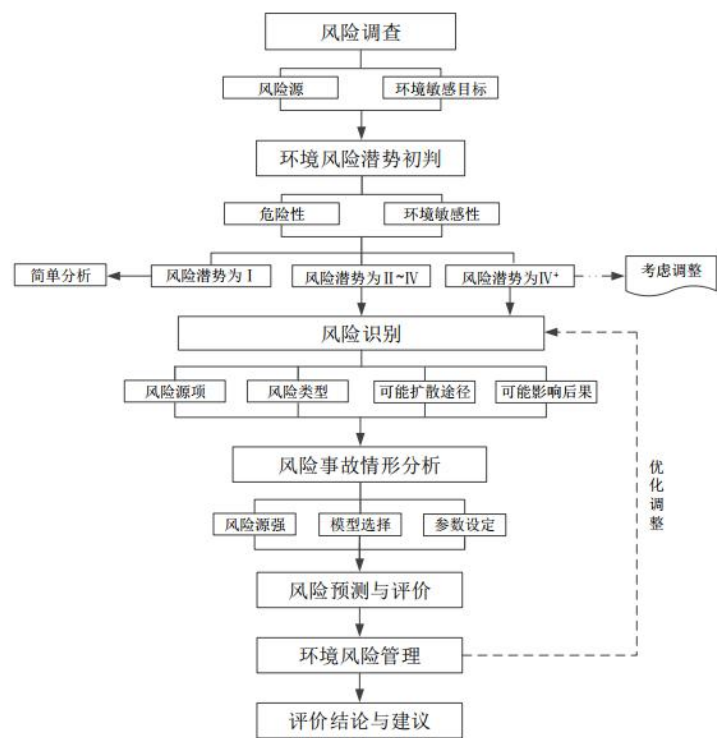 风险调查
风险源
环境敏感目标
环境风险潜势初判
危险性
环境敏感性
简单分析
风险潜势为Ⅰ
风险潜势为Ⅱ~Ⅳ
风险潜势为Ⅳ⁺
考虑调整
风险识别
风险源项
风险类型
可能扩散途径
可能影响后果
风险事故情形分析
优化调整
风险源强
模型选择
参数设定
风险预测与评价
环境风险管理
评价结论与建议